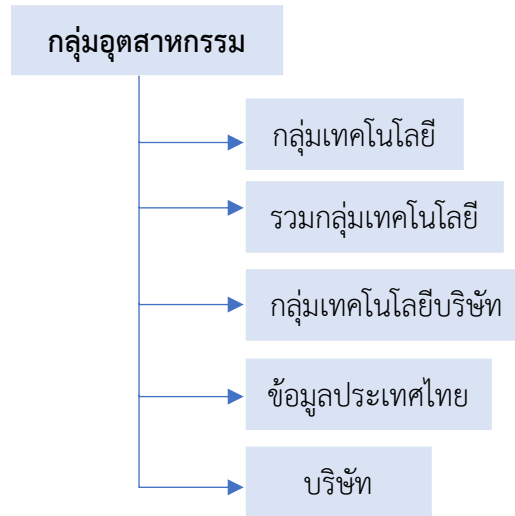 กลุ่มอุตสาหกรรม
กลุ่มเทคโนโลยี
รวมกลุ่มเทคโนโลยี
กลุ่มเทคโนโลยีบริษัท
ข้อมูลประเทศไทย
บริษัท